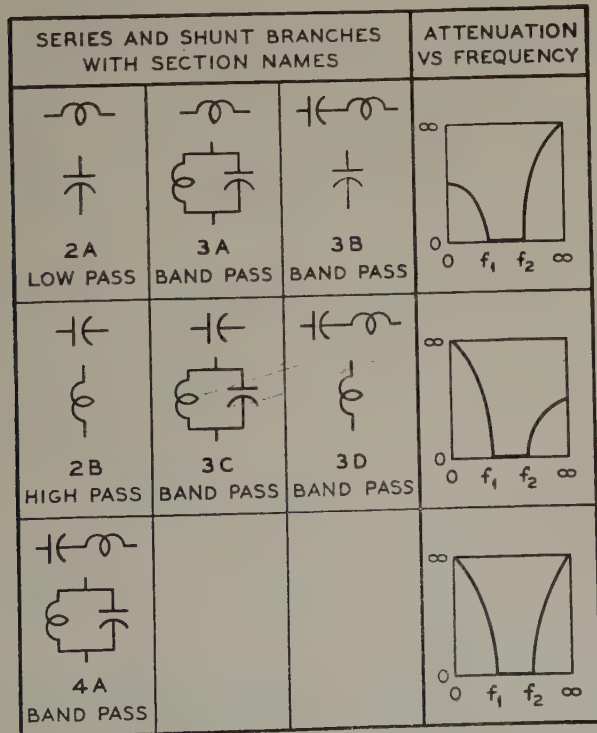 SERIES AND SHUNT BRANCHES
WITH SECTION NAMES
ATTENUATION
VS FREQUENCY
2A
LOW PASS
3A
BAND PASS
3B
BAND PASS
∞
0
0 f₁ f₂ ∞
2B
HIGH PASS
3C
BAND PASS
3D
BAND PASS
∞
0
0 f₁ f₂ ∞
4A
BAND PASS
∞
0
0 f₁ f₂ ∞